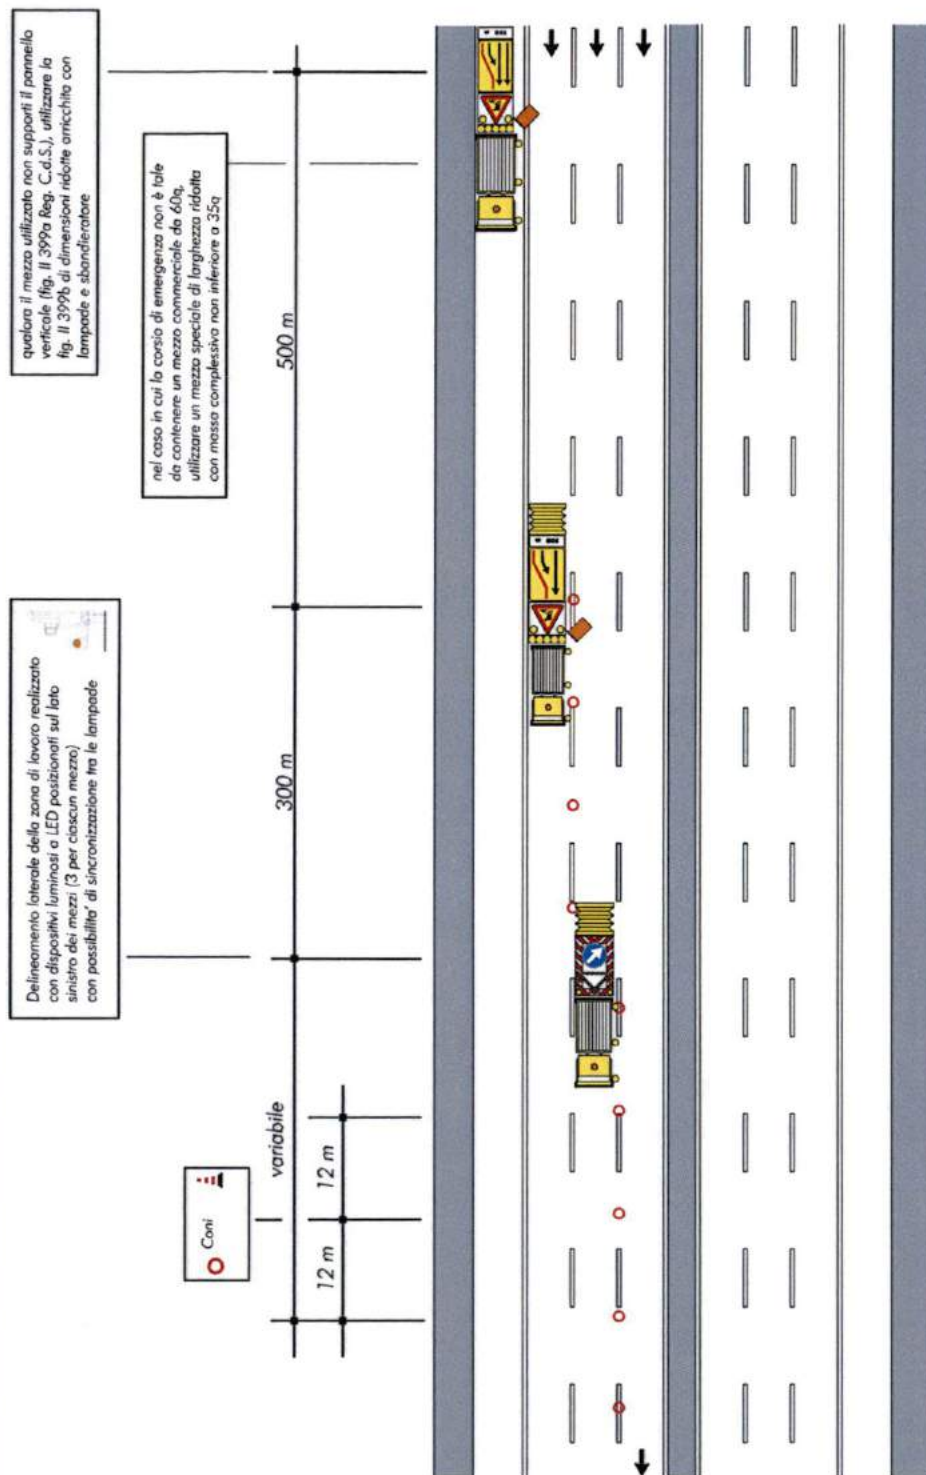 qualora il mezzo utilizzato non supporti il pannello
verticale (fig. II 399a Reg. C.d.S.), utilizzare la
fig. II 399b di dimensioni ridotte arricchita con
lampade e sbandieratore
nel caso in cui la corsia di emergenza non è tale
da contenere un mezzo commerciale da 60q,
utilizzare un mezzo speciale di larghezza ridotta
con massa complessiva non inferiore a 35q
500 m
Delineamento laterale della zona di lavoro realizzato
con dispositivi luminosi a LED posizionati sul lato
sinistro dei mezzi (3 per ciascun mezzo)
con possibilita' di sincronizzazione tra le lampade
300 m
variabile
12 m
12 m
Coni